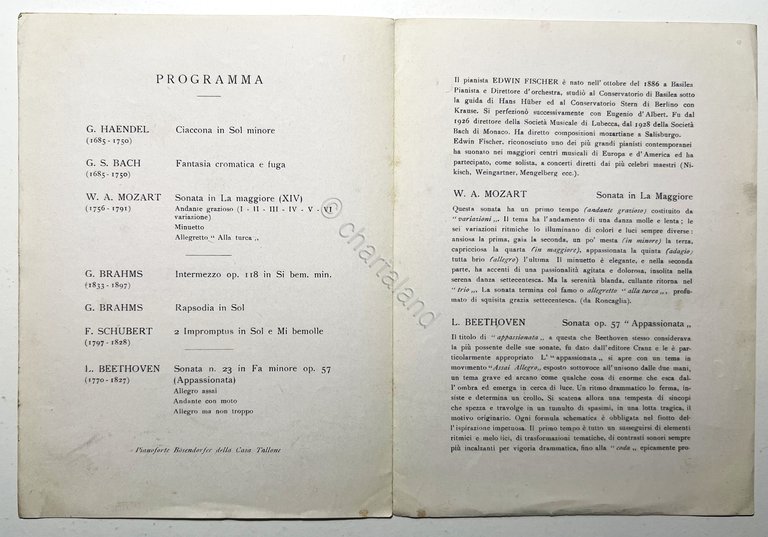 PROGRAMMA
G. HAENDEL Ciaccona in Sol minore
(1685 - 1750)
G. S. BACH Fantasia cromatica e fuga
(1685 - 1750)
W. A. MOZART Sonata in La maggiore (XIV)
(1756 - 1791) Andante grazioso (I - II - III - IV - V - VI
variazione)
Minuetto
Allegretto " Alla turca „
G. BRAHMS Intermezzo op. 118 in Si bem. min.
(1833 - 1897)
G. BRAHMS Rapsodia in Sol
F. SCHUBERT 2 Impromptus in Sol e Mi bemolle
(1797 - 1828)
L. BEETHOVEN Sonata n. 23 in Fa minore op. 57
(1770 - 1827) (Appassionata)
Allegro assai
Andante con moto
Allegro ma non troppo
Pianoforte Bösendorfer della Casa Tallone
Il pianista EDWIN FISCHER è nato nell'ottobre del 1886 a Basilea
Pianista e Direttore d'orchestra, studiò al Conservatorio di Basilea sotto
la guida di Hans Hüber ed al Conservatorio Stern di Berlino con
Krause. Si perfezionò successivamente con Eugenio d'Albert. Fu dal
1926 direttore della Società Musicale di Lubecca, dal 1928 della Società
Bach di Monaco. Ha diretto composizioni mozartiane a Salisburgo.
Edwin Fischer, riconosciuto uno dei più grandi pianisti contemporanei
ha suonato nei maggiori centri musicali di Europa e d'America ed ha
partecipato, come solista, a concerti diretti dai più celebri maestri (Ni-
kisch, Weingartner, Mengelberg ecc.).
W. A. MOZART Sonata in La Maggiore
Questa sonata ha un primo tempo (andante grazioso) costituito da
" variazioni „. Il tema ha l'andamento di una danza molle e lenta; le
sei variazioni ritmiche lo illuminano di colori e luci sempre diverse:
ansiosa la prima, gaia la seconda, un po' mesta (in minore) la terza,
capricciosa la quarta (in maggiore), appassionata la quinta (adagio)
tutta brio (allegro) l'ultima Il minuetto è elegante, e nella seconda
parte, ha accenti di una passionalità agitata e dolorosa, insolita nella
serena danza settecentesca. Ma la serenità blanda, cullante ritorna nel
" trio „. La sonata termina col famo o allegretto " alla turca „, profu-
mato di squisita grazia settecentesca. (da Roncaglia).
L. BEETHOVEN Sonata op. 57 " Appassionata „
Il titolo di " appassionata „ a questa che Beethoven stesso considerava
la più possente delle sue sonate, fu dato dall'editore Cranz e le è par-
ticolarmente appropriato L' " appassionata „ si apre con un tema in
movimento "Assai Allegro„ esposto sottovoce all'unisono dalle due mani,
un tema grave ed arcano come qualche cosa di enorme che esca dal-
l'ombra ed emerga in cerca di luce. Un ritmo drammatico lo ferma, in-
siste e determina un crollo. Si scatena allora una tempesta di sincopi
che spezza e travolge in un tumulto di spasimi, in una lotta tragica, il
motivo originario. Ogni formula schematica è obbligata nel fiotto del-
l'ispirazione impetuosa. Il primo tempo è tutto un susseguirsi di elementi
ritmici e melo ici, di trasformazioni tematiche, di contrasti sonori sempre
più incalzanti per vigoria drammatica, fino alla " coda „ epicamente pro-
© chartaland